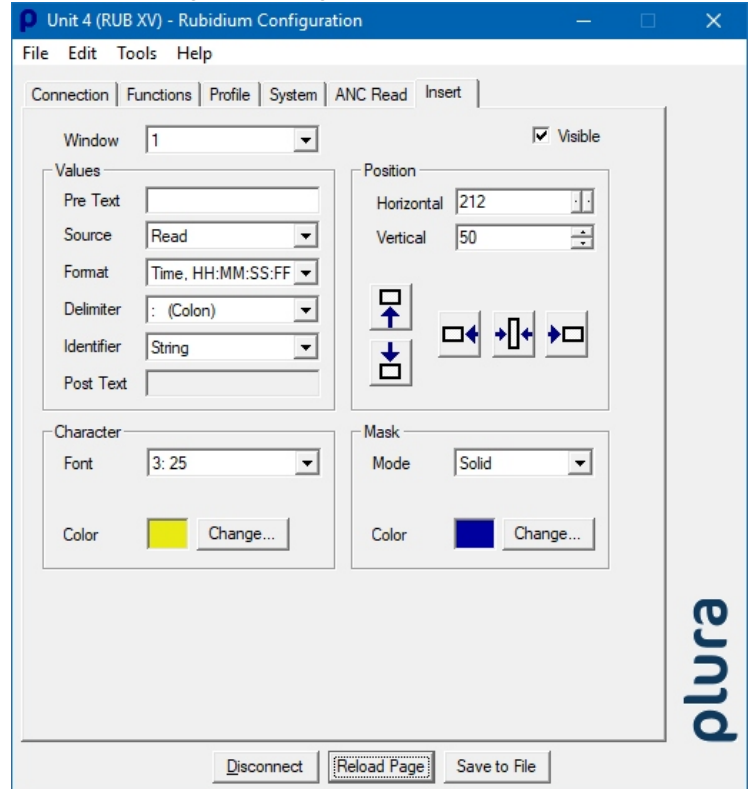 Unit 4 (RUB XV) - Rubidium Configuration
File Edit Tools Help
Connection Functions Profile System ANC Read Insert
Window 1 Visible
Values
Pre Text
Source Read
Format Time, HH:MM:SS:FF
Delimiter : (Colon)
Identifier String
Post Text
Position
Horizontal 212
Vertical 50
Character
Font 3: 25
Color Change...
Mask
Mode Solid
Color Change...
plura
Disconnect Reload Page Save to File